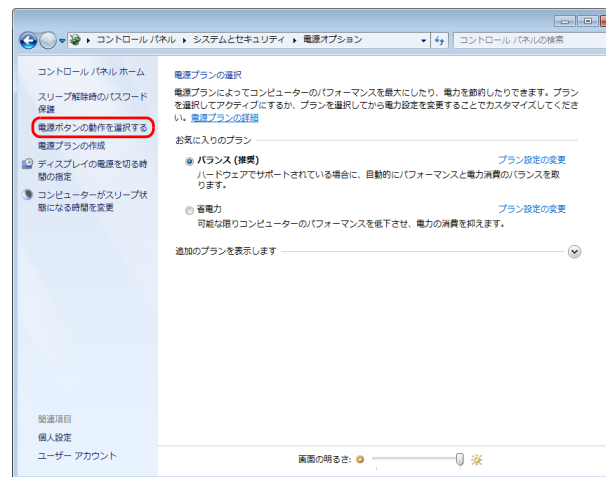 コントロール パネル ▸ システムとセキュリティ ▸ 電源オプション
コントロール パネルの検索
コントロール パネル ホーム
スリープ解除時のパスワード
保護
電源ボタンの動作を選択する
電源プランの作成
ディスプレイの電源を切る時
間の指定
コンピューターがスリープ状
態になる時間を変更
関連項目
個人設定
ユーザー アカウント
電源プランの選択
電源プランによってコンピューターのパフォーマンスを最大にしたり、電力を節約したりできます。プラン
を選択してアクティブにするか、プランを選択してから電力設定を変更することでカスタマイズしてくださ
い。電源プランの詳細
お気に入りのプラン
バランス (推奨) プラン設定の変更
ハードウェアでサポートされている場合に、自動的にパフォーマンスと電力消費のバランスを取
ります。
省電力 プラン設定の変更
可能な限りコンピューターのパフォーマンスを低下させ、電力の消費を抑えます。
追加のプランを表示します
画面の明るさ: